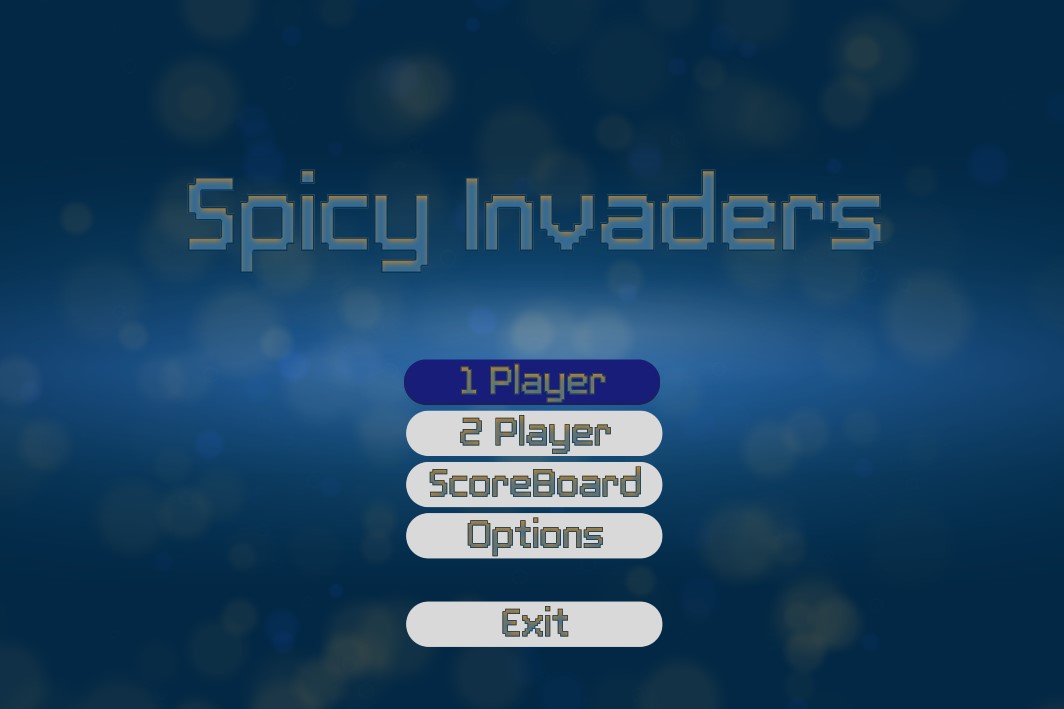 Spicy Invaders
1 Player
2 Player
ScoreBoard
Options
Exit